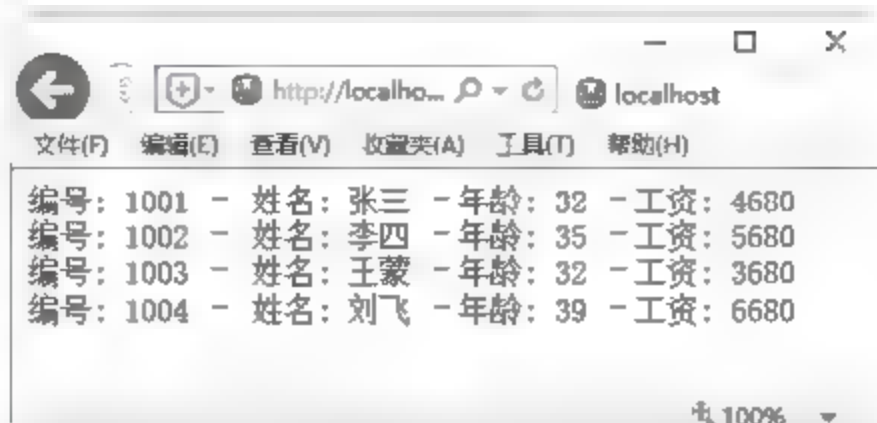 http://localho... localhost
文件(F) 编辑(E) 查看(V) 收藏夹(A) 工具(T) 帮助(H)
编号: 1001 - 姓名: 张三 -年龄: 32 -工资: 4680
编号: 1002 - 姓名: 李四 -年龄: 35 -工资: 5680
编号: 1003 - 姓名: 王蒙 -年龄: 32 -工资: 3680
编号: 1004 - 姓名: 刘飞 -年龄: 39 -工资: 6680
100%